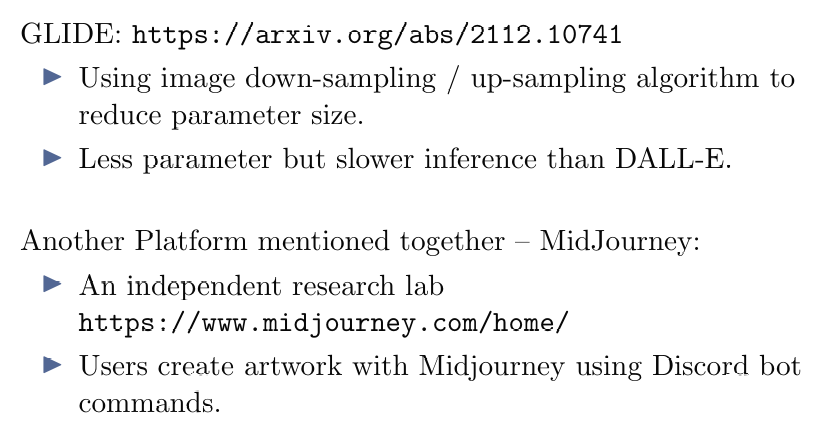 GLIDE: https://arxiv.org/abs/2112.10741
Using image down-sampling / up-sampling algorithm to
reduce parameter size.
Less parameter but slower inference than DALL-E.
Another Platform mentioned together – MidJourney:
An independent research lab
https://www.midjourney.com/home/
Users create artwork with Midjourney using Discord bot
commands.